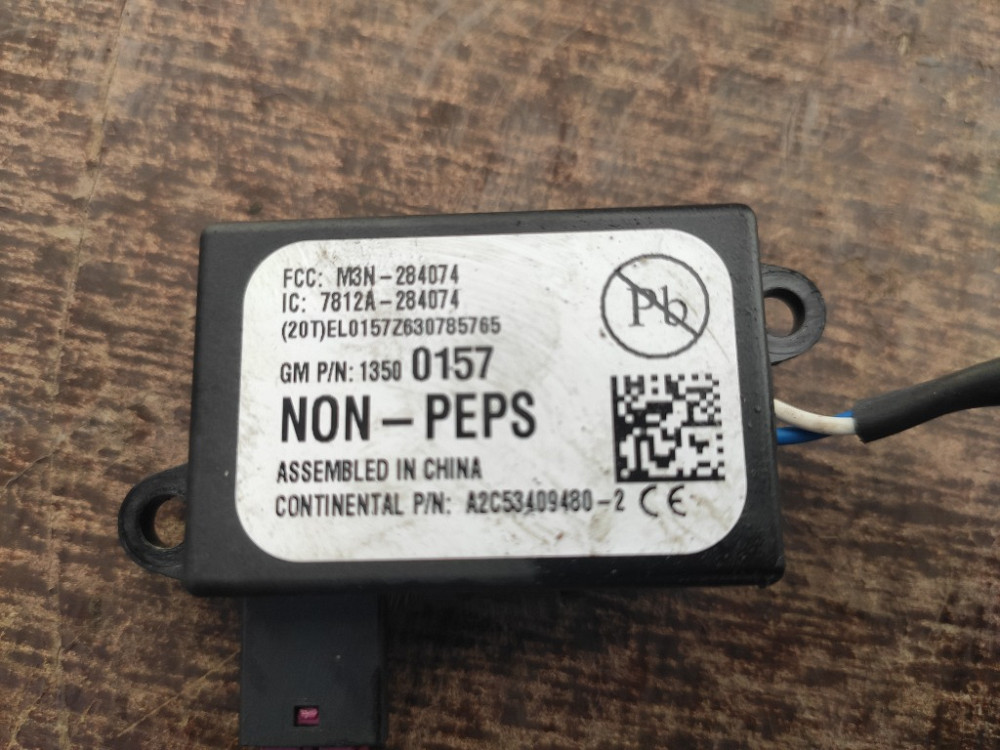 FCC: M3N-284074
IC: 7812A-284074
(20T)EL0157Z630785765
GM P/N: 1350 0157
NON-PEPS
ASSEMBLED IN CHINA
CONTINENTAL P/N: A2C53409480-2 CE
Pb